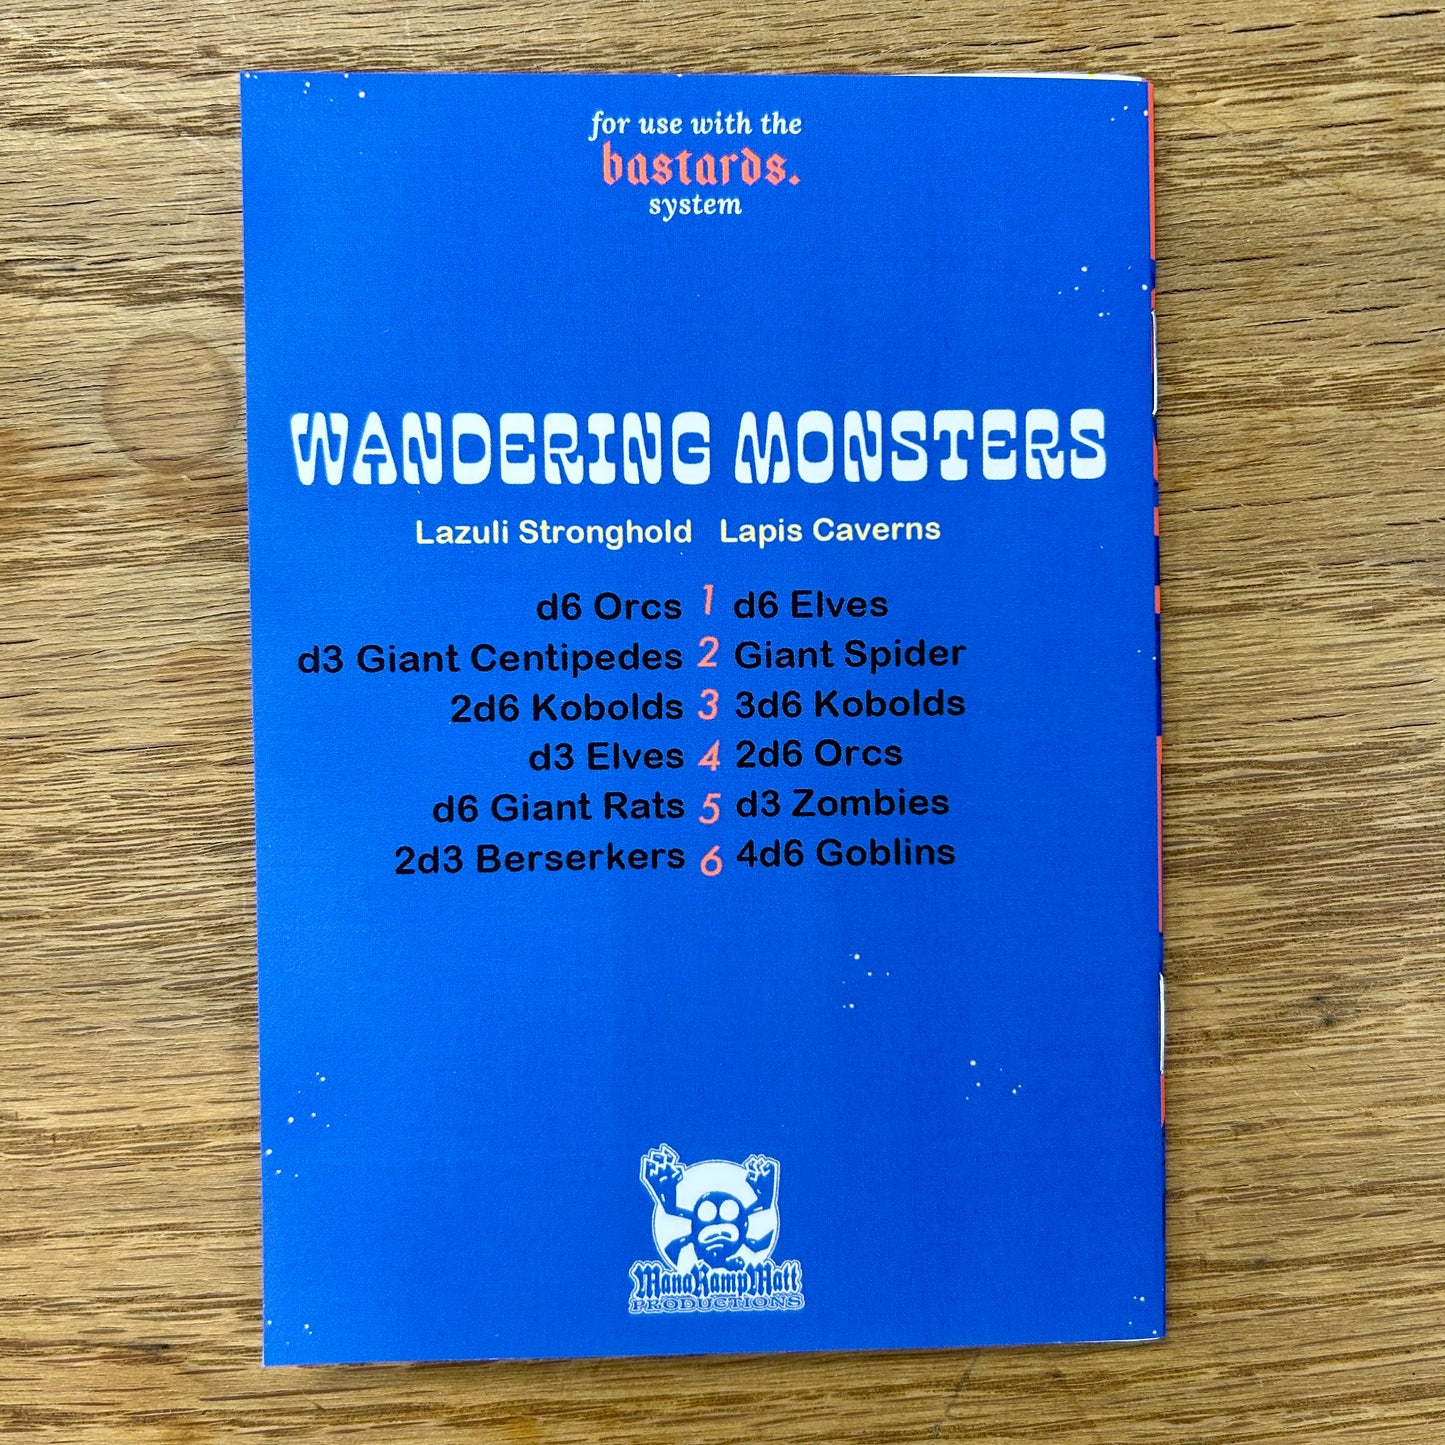 for use with the
bastards.
system
WANDERING MONSTERS
Lazuli Stronghold Lapis Caverns
d6 Orcs 1 d6 Elves
d3 Giant Centipedes 2 Giant Spider
2d6 Kobolds 3 3d6 Kobolds
d3 Elves 4 2d6 Orcs
d6 Giant Rats 5 d3 Zombies
2d3 Berserkers 6 4d6 Goblins
ManaRampMatt
PRODUCTIONS